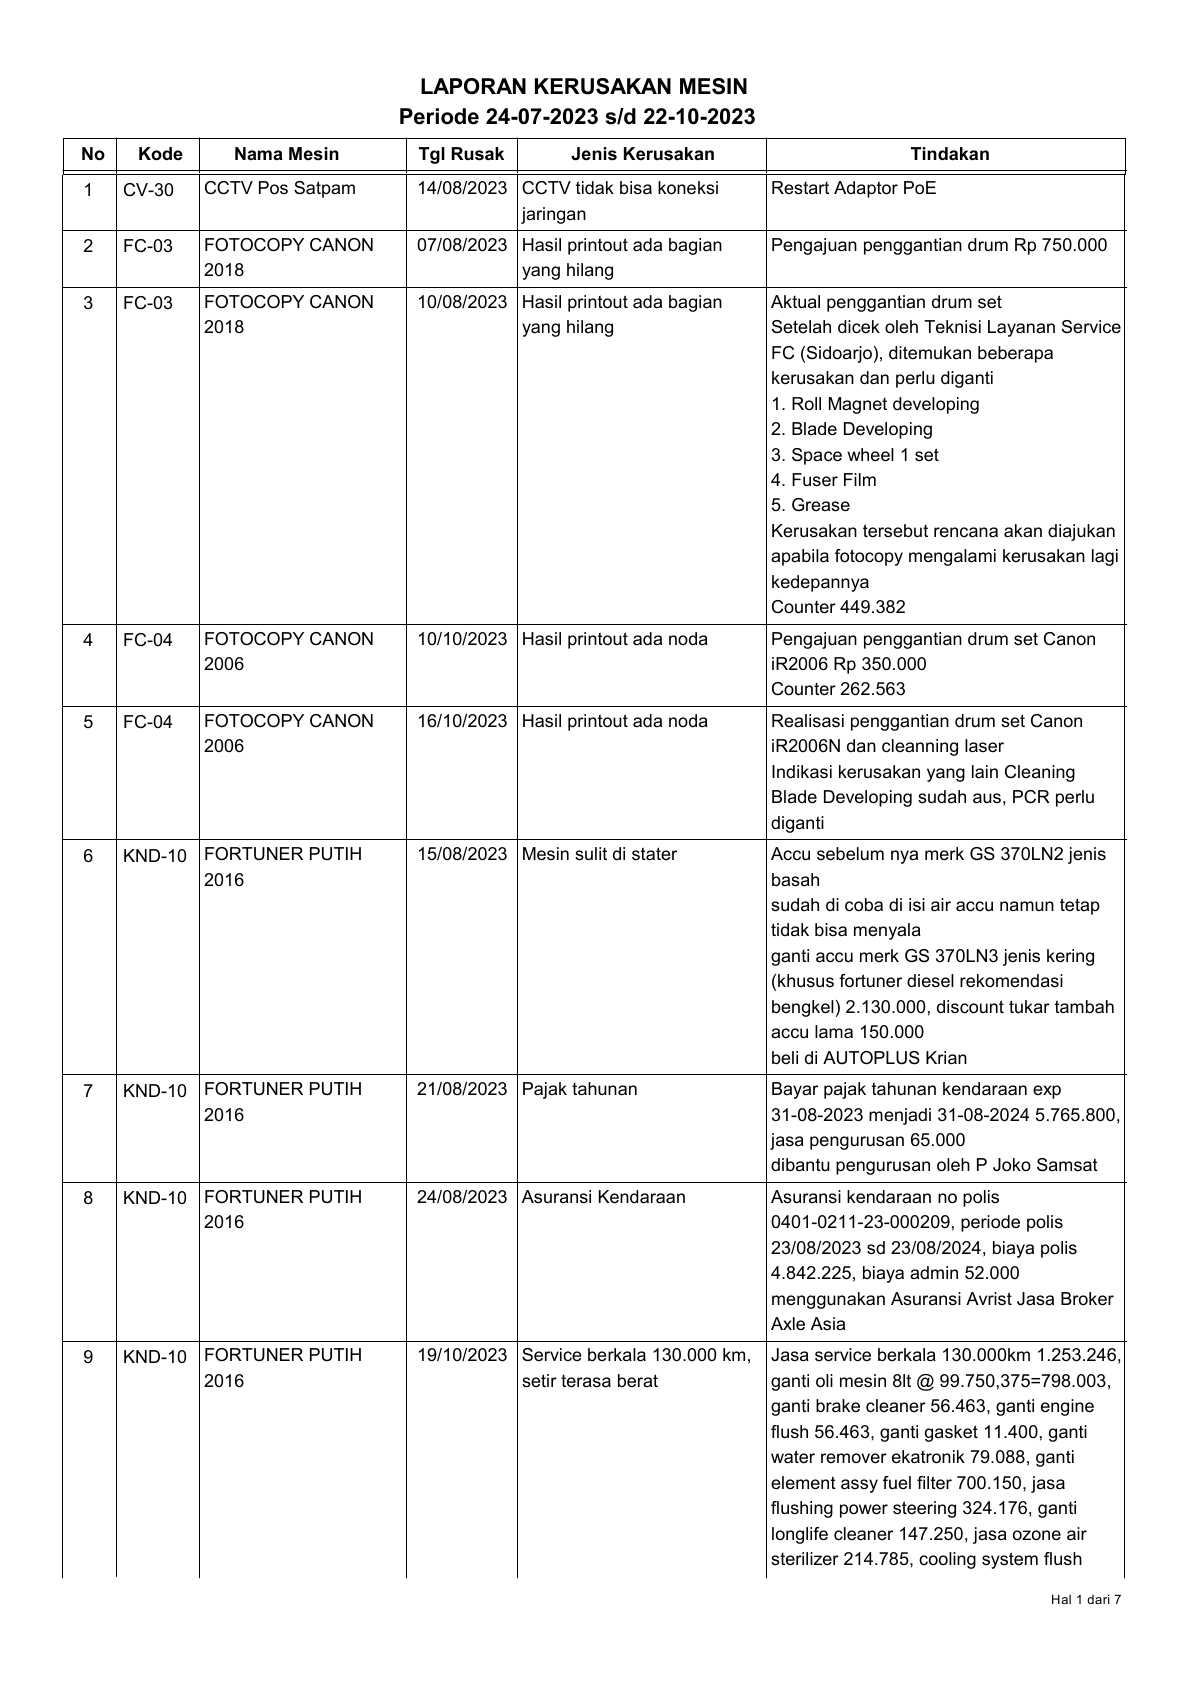 LAPORAN KERUSAKAN MESIN
Periode 24-07-2023 s/d 22-10-2023
No Kode Nama Mesin Tgl Rusak Jenis Kerusakan Tindakan
1 CV-30 CCTV Pos Satpam 14/08/2023 CCTV tidak bisa koneksi Restart Adaptor PoE
jaringan
2 FC-03 FOTOCOPY CANON 07/08/2023 Hasil printout ada bagian Pengajuan penggantian drum Rp 750.000
2018 yang hilang
3 FC-03 FOTOCOPY CANON 10/08/2023 Hasil printout ada bagian Aktual penggantian drum set
2018 yang hilang Setelah dicek oleh Teknisi Layanan Service
FC (Sidoarjo), ditemukan beberapa
kerusakan dan perlu diganti
1. Roll Magnet developing
2. Blade Developing
3. Space wheel 1 set
4. Fuser Film
5. Grease
Kerusakan tersebut rencana akan diajukan
apabila fotocopy mengalami kerusakan lagi
kedepannya
Counter 449.382
4 FC-04 FOTOCOPY CANON 10/10/2023 Hasil printout ada noda Pengajuan penggantian drum set Canon
2006 iR2006 Rp 350.000
Counter 262.563
5 FC-04 FOTOCOPY CANON 16/10/2023 Hasil printout ada noda Realisasi penggantian drum set Canon
2006 iR2006N dan cleanning laser
Indikasi kerusakan yang lain Cleaning
Blade Developing sudah aus, PCR perlu
diganti
6 KND-10 FORTUNER PUTIH 15/08/2023 Mesin sulit di stater Accu sebelum nya merk GS 370LN2 jenis
2016 basah
sudah di coba di isi air accu namun tetap
tidak bisa menyala
ganti accu merk GS 370LN3 jenis kering
(khusus fortuner diesel rekomendasi
bengkel) 2.130.000, discount tukar tambah
accu lama 150.000
beli di AUTOPLUS Krian
7 KND-10 FORTUNER PUTIH 21/08/2023 Pajak tahunan Bayar pajak tahunan kendaraan exp
2016 31-08-2023 menjadi 31-08-2024 5.765.800,
jasa pengurusan 65.000
dibantu pengurusan oleh P Joko Samsat
8 KND-10 FORTUNER PUTIH 24/08/2023 Asuransi Kendaraan Asuransi kendaraan no polis
2016 0401-0211-23-000209, periode polis
23/08/2023 sd 23/08/2024, biaya polis
4.842.225, biaya admin 52.000
menggunakan Asuransi Avrist Jasa Broker
Axle Asia
9 KND-10 FORTUNER PUTIH 19/10/2023 Service berkala 130.000 km, Jasa service berkala 130.000km 1.253.246,
2016 setir terasa berat ganti oli mesin 8lt @ 99.750,375=798.003,
ganti brake cleaner 56.463, ganti engine
flush 56.463, ganti gasket 11.400, ganti
water remover ekatronik 79.088, ganti
element assy fuel filter 700.150, jasa
flushing power steering 324.176, ganti
longlife cleaner 147.250, jasa ozone air
sterilizer 214.785, cooling system flush
Hal 1 dari 7